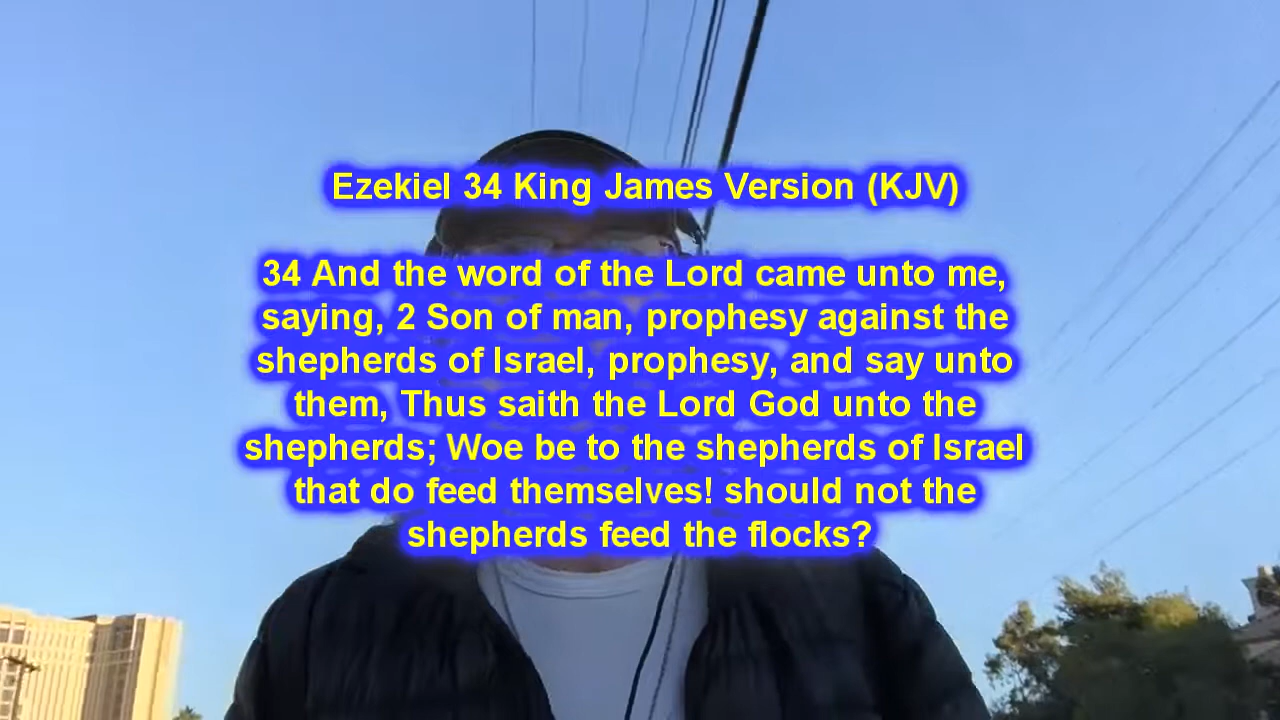 Ezekiel 34 King James Version (KJV)
34 And the word of the Lord came unto me,
saying, 2 Son of man, prophesy against the
shepherds of Israel, prophesy, and say unto
them, Thus saith the Lord God unto the
shepherds; Woe be to the shepherds of Israel
that do feed themselves! should not the
shepherds feed the flocks?